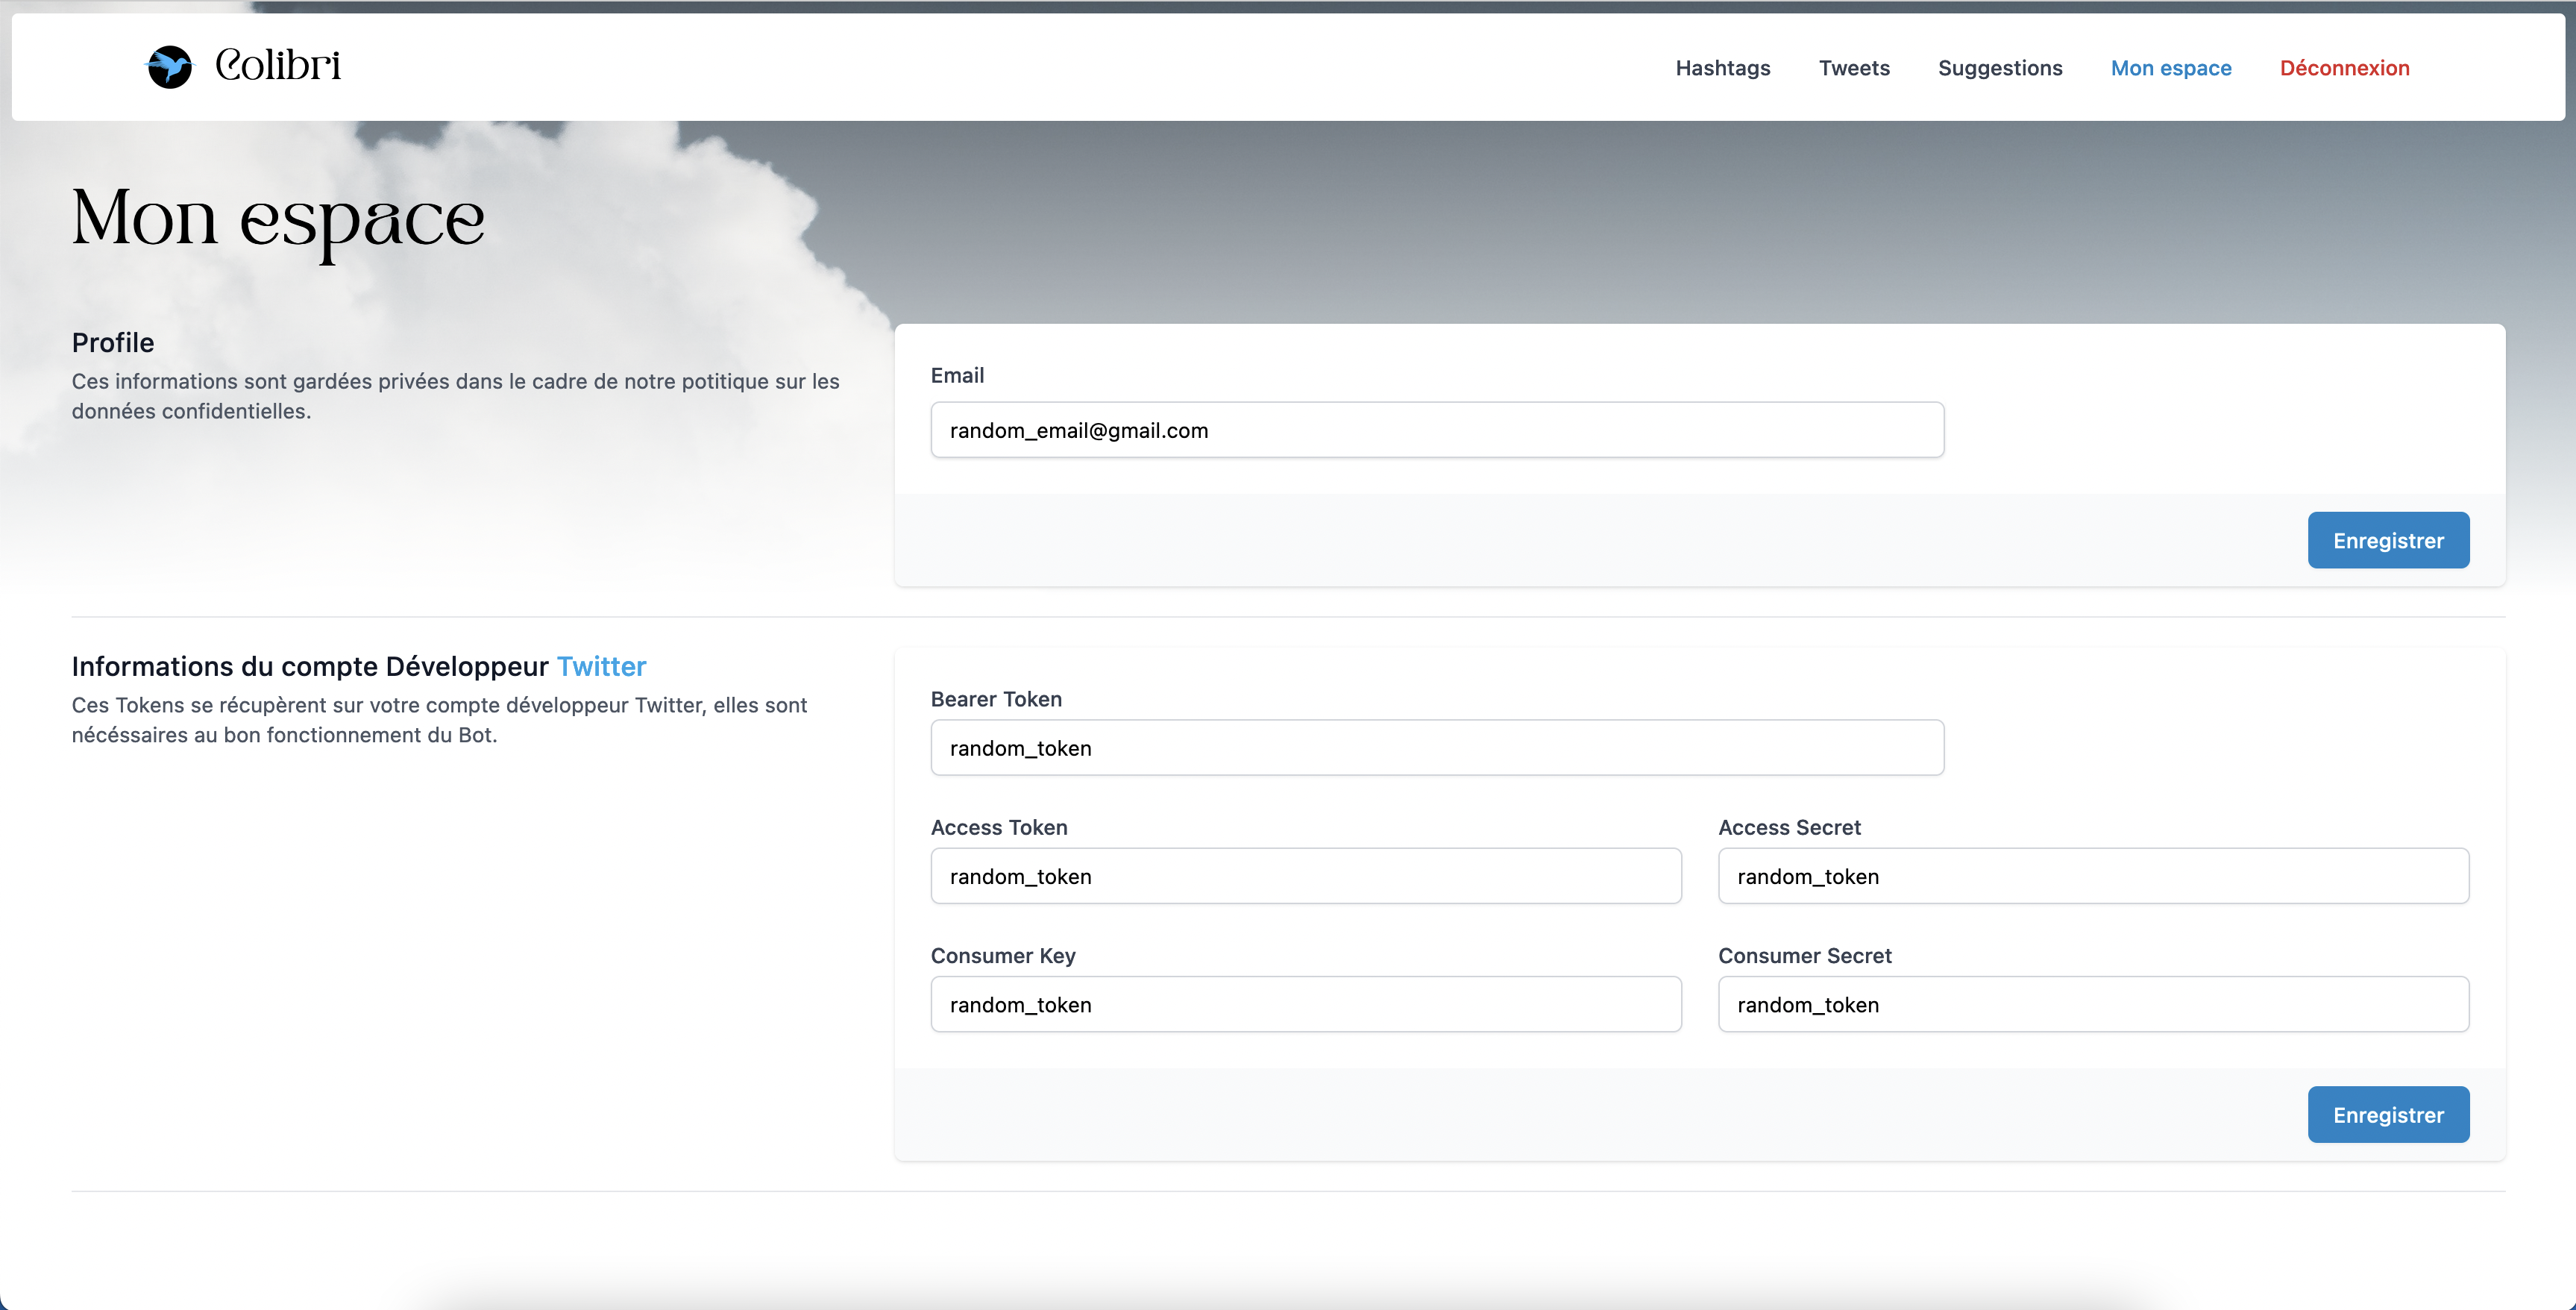 Colibri
Hashtags Tweets Suggestions Mon espace Déconnexion
Mon espace
Profile
Ces informations sont gardées privées dans le cadre de notre potitique sur les
données confidentielles.
Email
random_email@gmail.com
Enregistrer
Informations du compte Développeur Twitter
Ces Tokens se récupèrent sur votre compte développeur Twitter, elles sont
nécéssaires au bon fonctionnement du Bot.
Bearer Token
random_token
Access Token Access Secret
random_token random_token
Consumer Key Consumer Secret
random_token random_token
Enregistrer